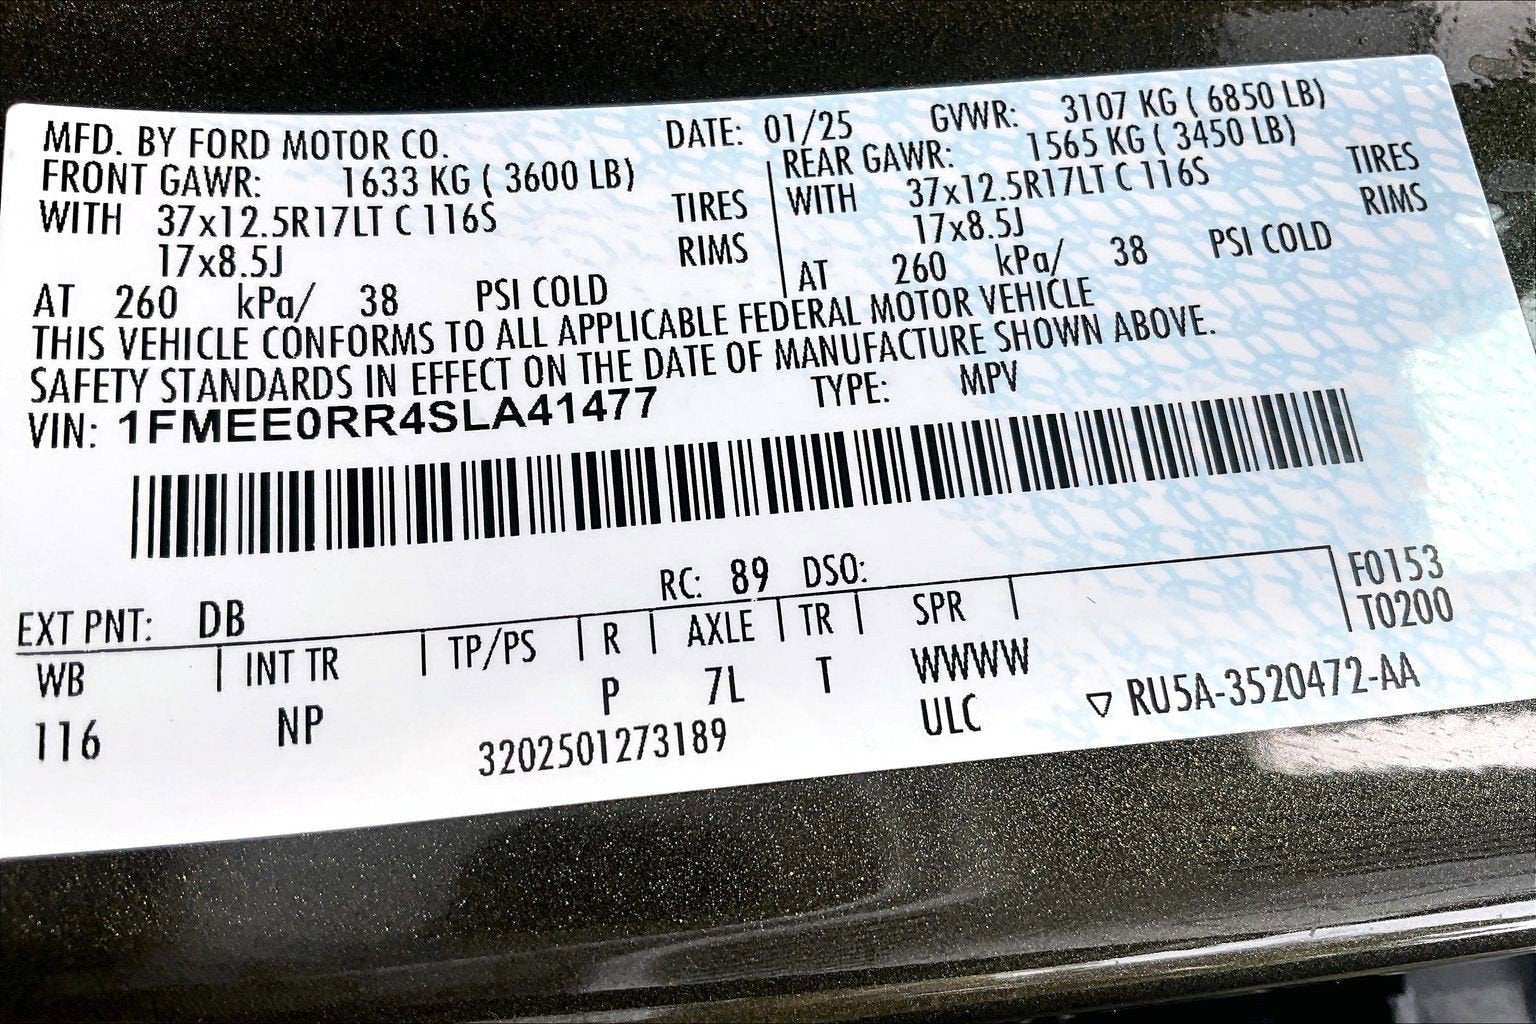 MFD. BY FORD MOTOR CO. DATE: 01/25 GVWR: 3107 KG ( 6850 LB)
FRONT GAWR: 1633 KG ( 3600 LB)
WITH 37x12.5R17LT C 116S TIRES
17x8.5J RIMS
AT 260 kPa/ 38 PSI COLD
REAR GAWR: 1565 KG ( 3450 LB)
WITH 37x12.5R17LT C 116S TIRES
17x8.5J RIMS
AT 260 kPa/ 38 PSI COLD
THIS VEHICLE CONFORMS TO ALL APPLICABLE FEDERAL MOTOR VEHICLE
SAFETY STANDARDS IN EFFECT ON THE DATE OF MANUFACTURE SHOWN ABOVE.
VIN: 1FMEE0RR4SLA41477 TYPE: MPV
EXT PNT: DB RC: 89 DSO: F0153
WB INT TR TP/PS R AXLE TR SPR T0200
116 NP P 7L T WWWW
3202501273189 ULC ▽ RU5A-3520472-AA